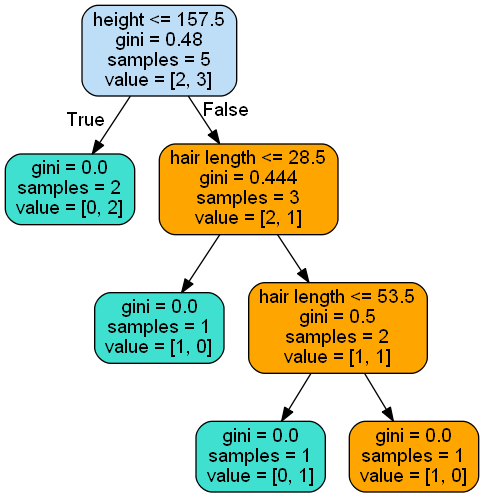 height <= 157.5
gini = 0.48
samples = 5
value = [2, 3]
True
False
gini = 0.0
samples = 2
value = [0, 2]
hair length <= 28.5
gini = 0.444
samples = 3
value = [2, 1]
gini = 0.0
samples = 1
value = [1, 0]
hair length <= 53.5
gini = 0.5
samples = 2
value = [1, 1]
gini = 0.0
samples = 1
value = [0, 1]
gini = 0.0
samples = 1
value = [1, 0]